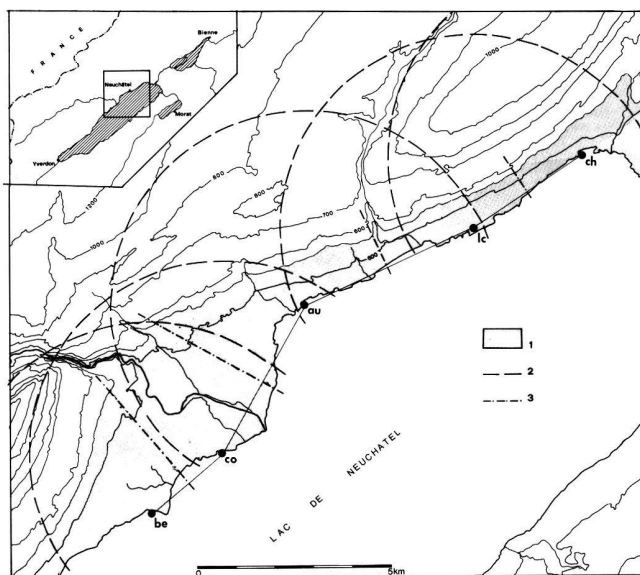 FRANCE
Bienne
Neuchâtel
Morat
Yverdon
1000
ch
1200
800
800
700
600
1000
lc
au
1
2
3
co
be
LAC DE NEUCHATEL
0
5km